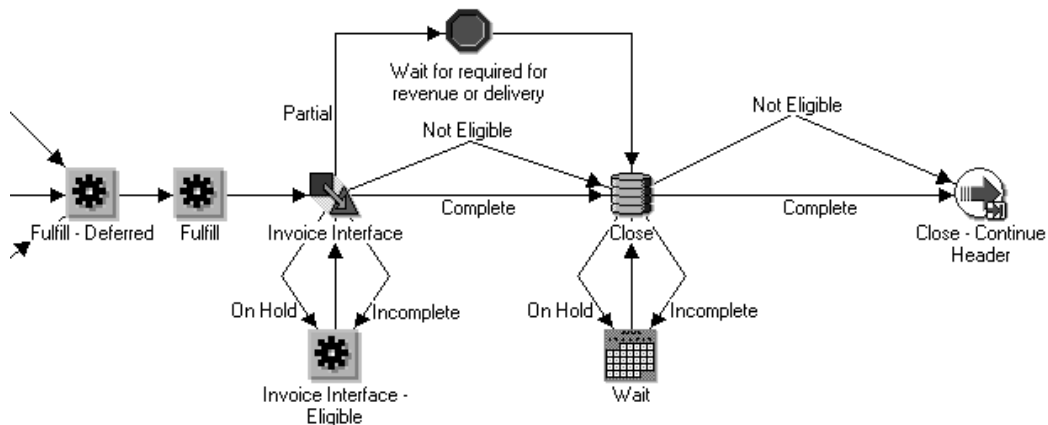 Wait for required for
revenue or delivery
Partial
Not Eligible
Not Eligible
Fulfill - Deferred
Fulfill
Invoice Interface
Complete
Close
Complete
Close - Continue
Header
On Hold
Incomplete
On Hold
Incomplete
Invoice Interface -
Eligible
Wait